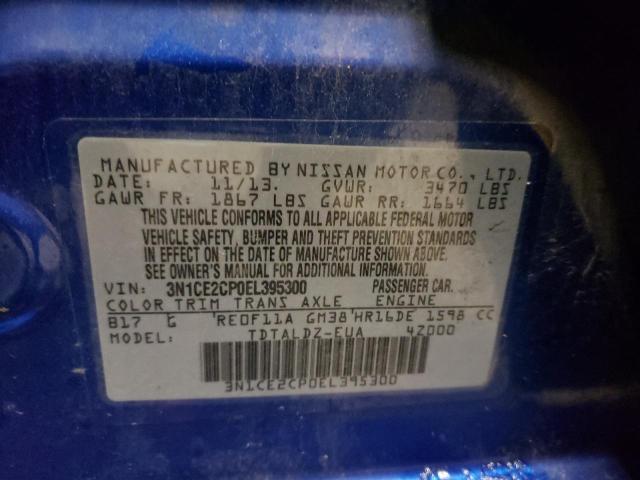 MANUFACTURED BY NISSAN MOTOR CO., LTD.
DATE: 11/13. GVWR: 3470 LBS
GAWR FR: 1867 LBS GAWR RR: 1664 LBS
THIS VEHICLE CONFORMS TO ALL APPLICABLE FEDERAL MOTOR
VEHICLE SAFETY, BUMPER AND THEFT PREVENTION STANDARDS
IN EFFECT ON THE DATE OF MANUFACTURE SHOWN ABOVE.
SEE OWNER'S MANUAL FOR ADDITIONAL INFORMATION.
VIN: 3N1CE2CP0EL395300 PASSENGER CAR.
COLOR TRIM TRANS AXLE ENGINE
B17 G RE0F11A GM38 HR16DE 1598 CC
MODEL: TDTALDZ-EUA 42000
3N1CE2CP0EL395300